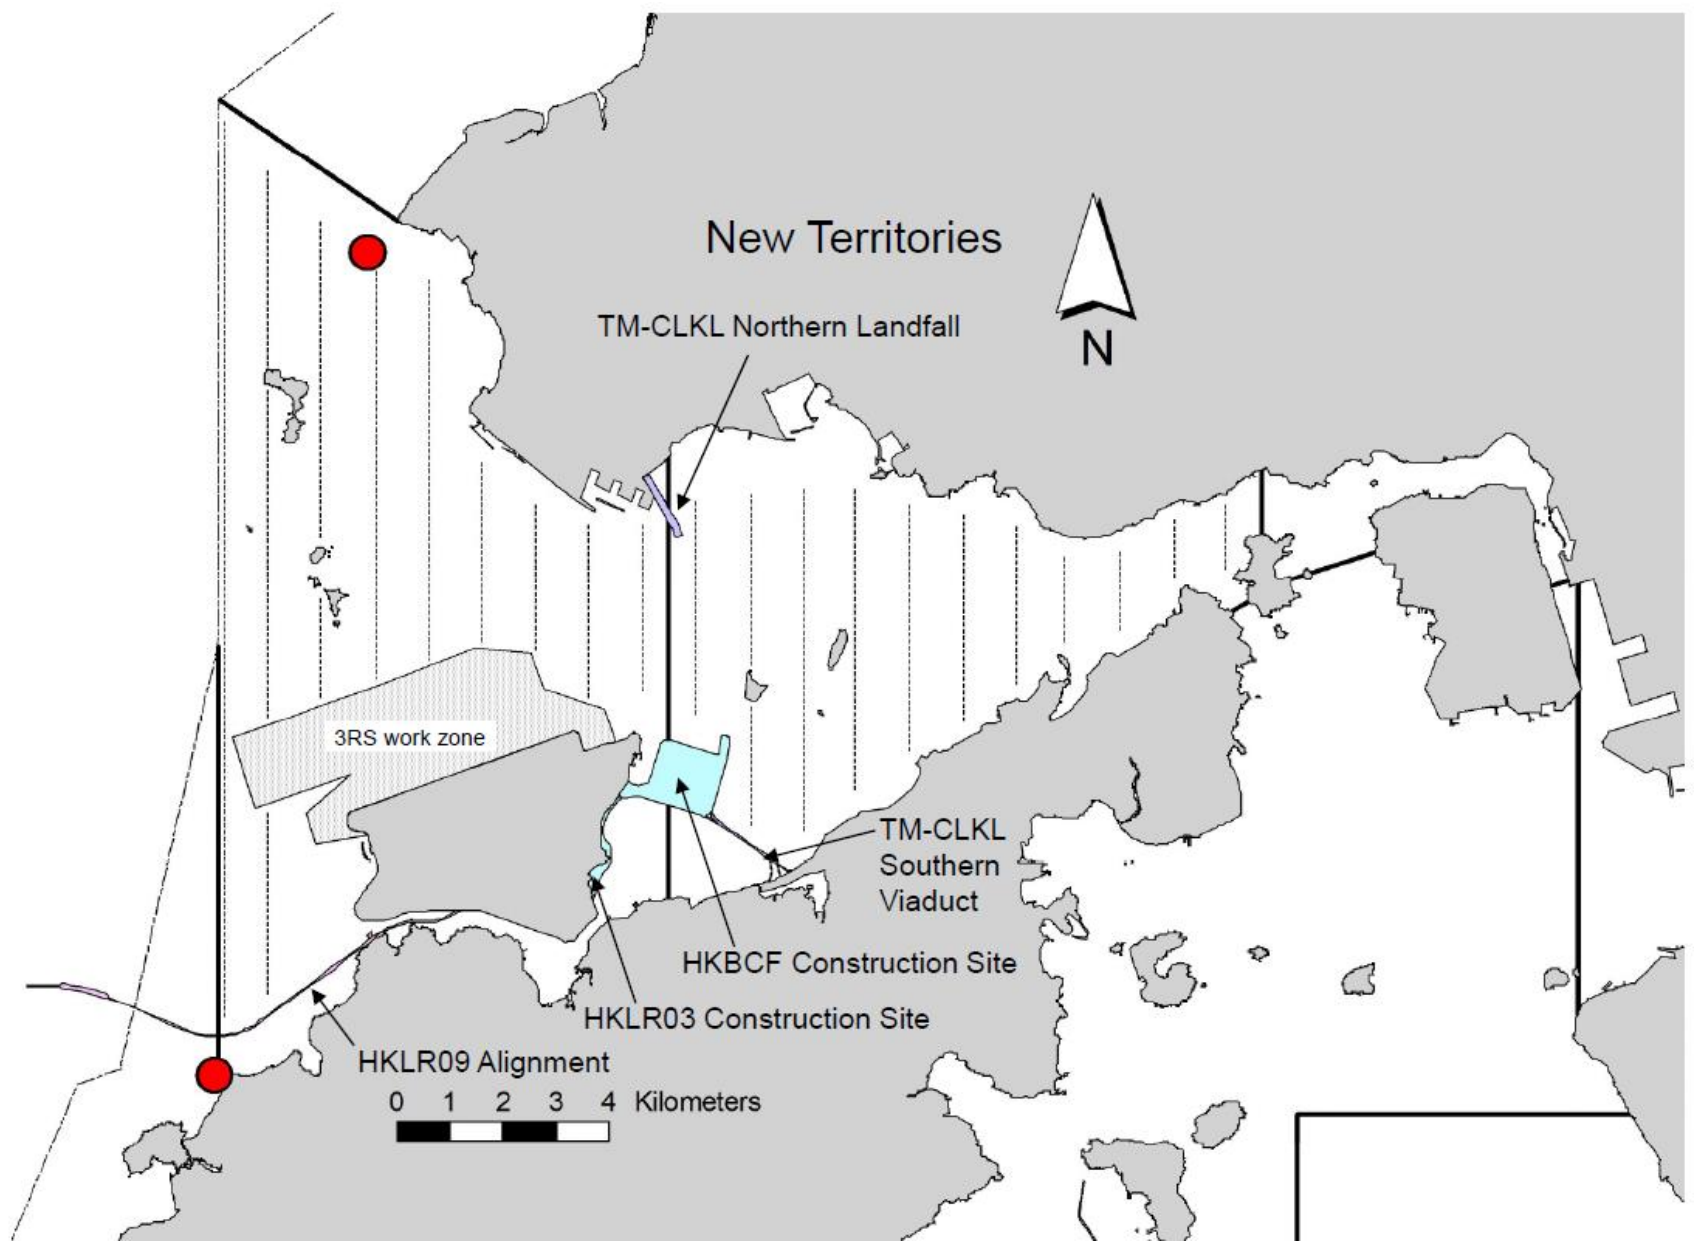 New Territories
TM-CLKL Northern Landfall
N
3RS work zone
TM-CLKL
Southern
Viaduct
HKBCF Construction Site
HKLR03 Construction Site
HKLR09 Alignment
0 1 2 3 4 Kilometers